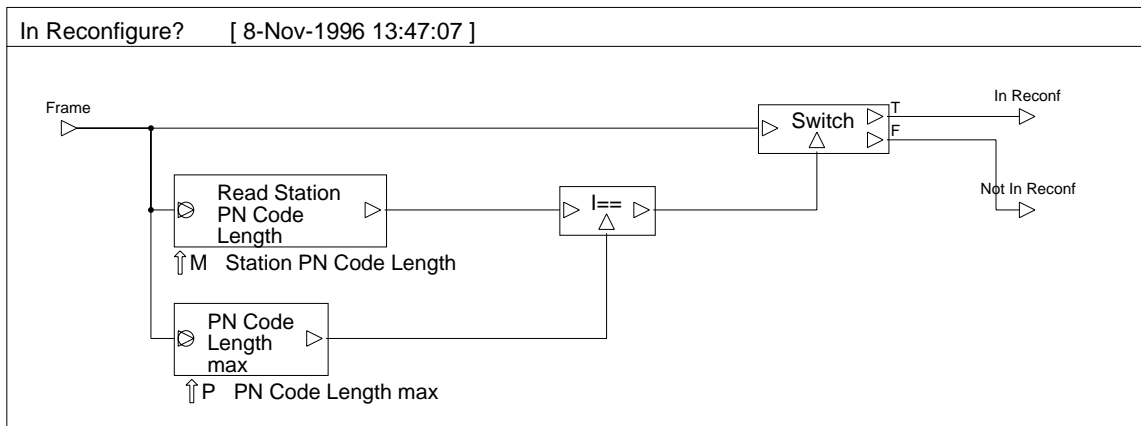 In Reconfigure? [ 8-Nov-1996 13:47:07 ]
Frame
Switch
T
F
In Reconf
Not In Reconf
Read Station
PN Code
Length
I==
M Station PN Code Length
PN Code
Length
max
P PN Code Length max